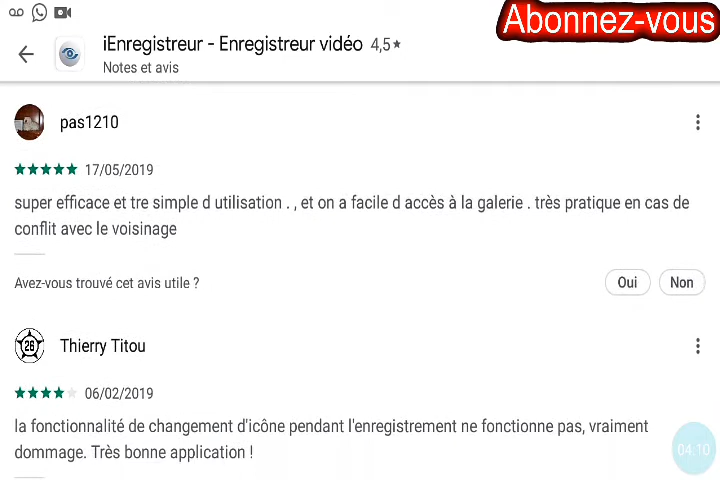 Abonnez-vous
iEnregistreur - Enregistreur vidéo 4,5★
Notes et avis
pas1210
★★★★★ 17/05/2019
super efficace et tre simple d utilisation . , et on a facile d accès à la galerie . très pratique en cas de
conflit avec le voisinage
Avez-vous trouvé cet avis utile ? Oui Non
26
Thierry Titou
★★★★★ 06/02/2019
la fonctionnalité de changement d'icône pendant l'enregistrement ne fonctionne pas, vraiment
dommage. Très bonne application !
04:10